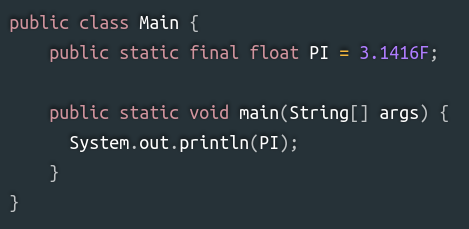 public class Main {
    public static final float PI = 3.1416F;

    public static void main(String[] args) {
      System.out.println(PI);
    }
}